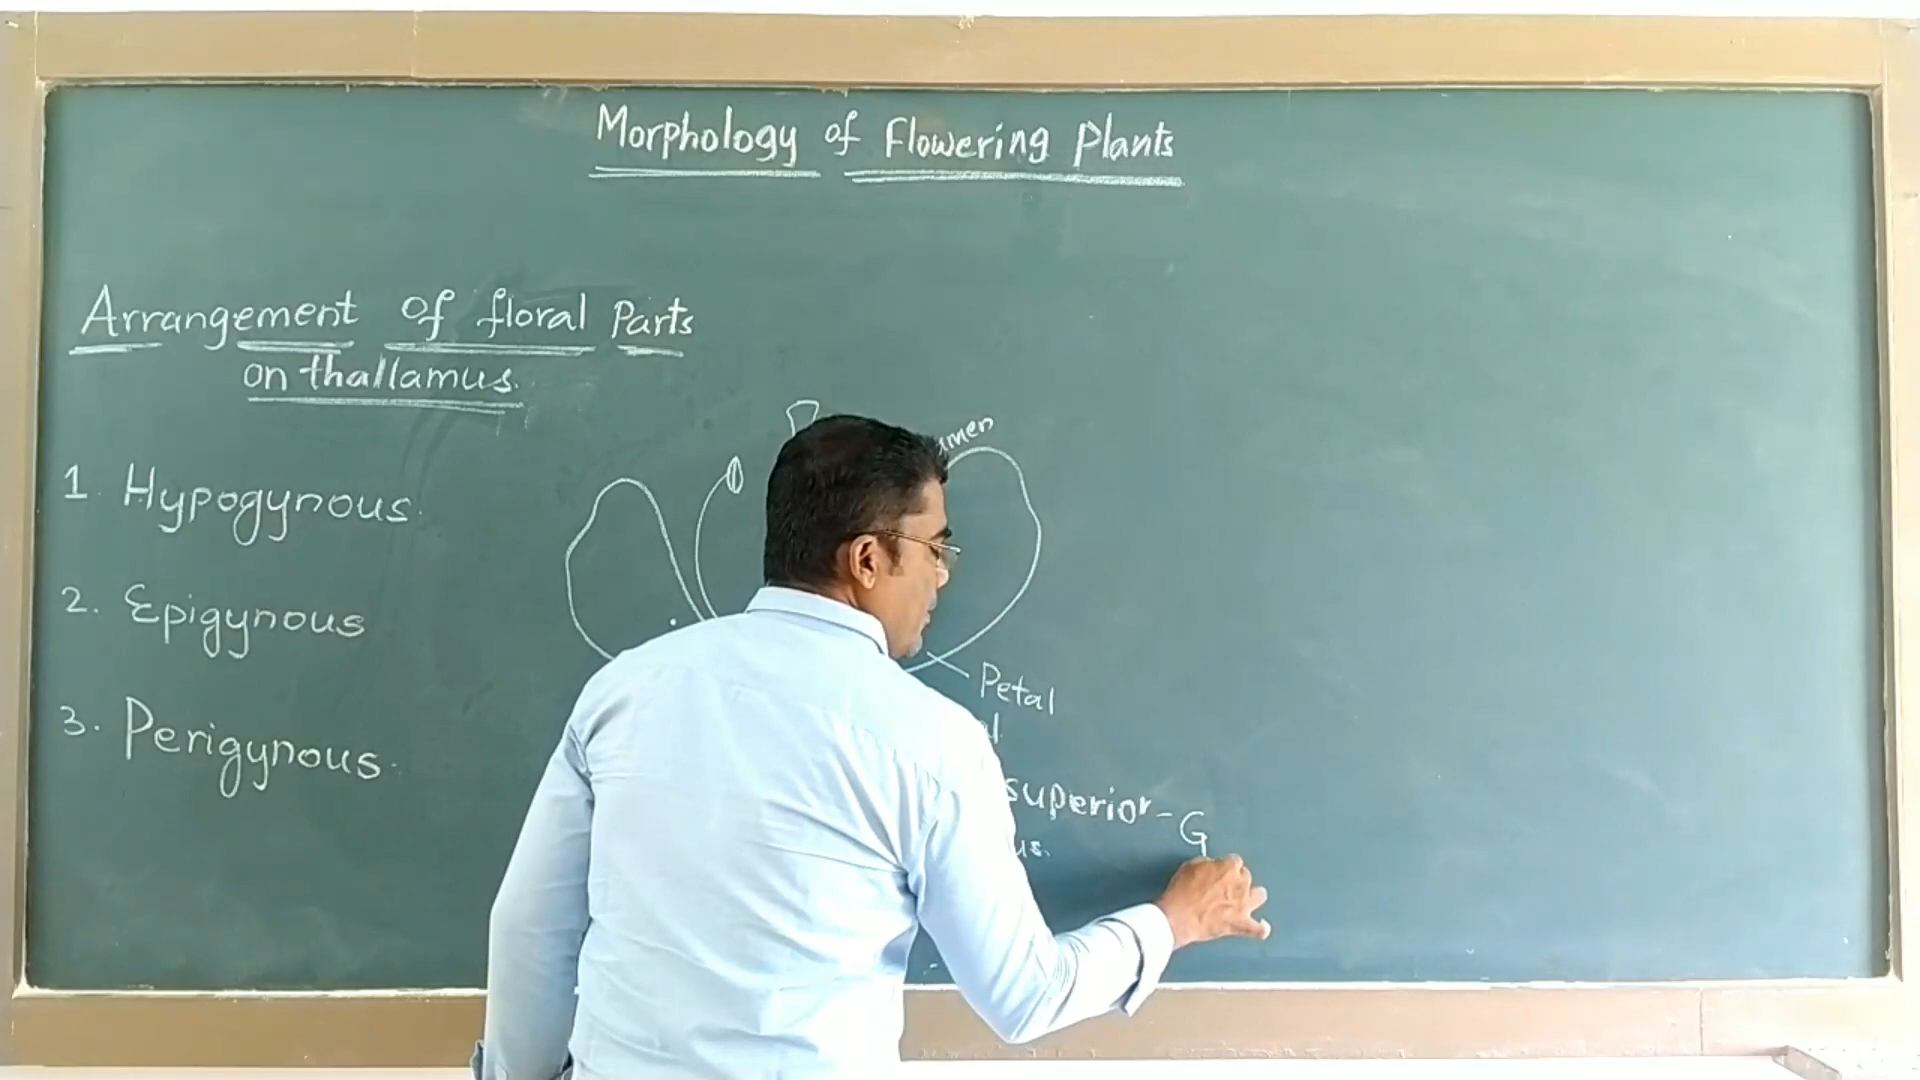 Morphology of Flowering Plants
Arrangement of floral Parts
on thallamus.
1. Hypogynous.
2. Epigynous
3. Perigynous.
Petal
superior - G